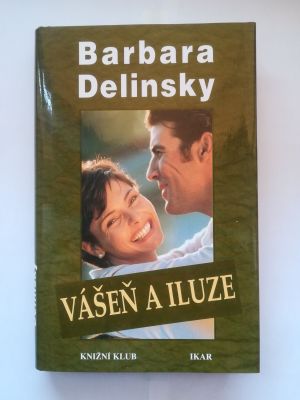 Barbara
Delinsky
VÁŠEŇ A ILUZE
KNIŽNÍ KLUB
IKAR